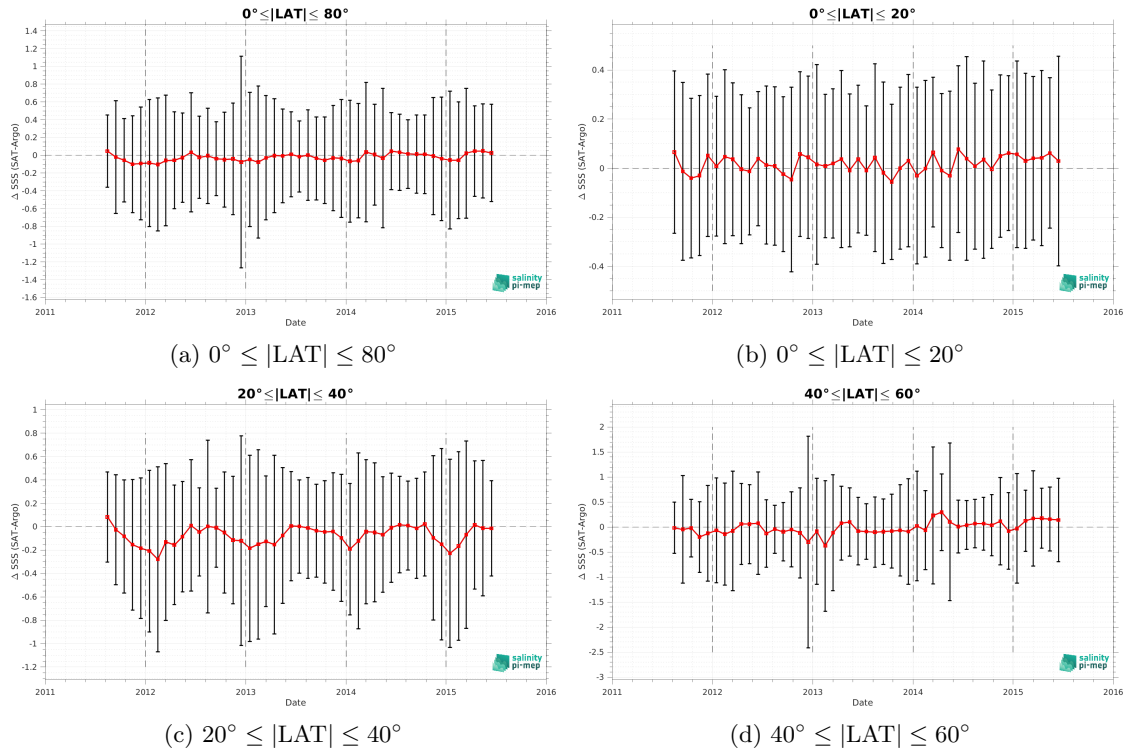 0°≤|LAT|≤ 80°
1.4
1.2
1
0.8
0.6
0.4
0.2
0
-0.2
-0.4
-0.6
-0.8
-1
-1.2
-1.4
-1.6
Δ SSS (SAT-Argo)
2011 2012 2013 2014 2015 2016
Date
salinity
pi-mep
(a) 0° ≤ |LAT| ≤ 80°
0°≤|LAT|≤ 20°
0.4
0.2
0
-0.2
-0.4
Δ SSS (SAT-Argo)
2011 2012 2013 2014 2015 2016
Date
salinity
pi-mep
(b) 0° ≤ |LAT| ≤ 20°
20°≤|LAT|≤ 40°
1
0.8
0.6
0.4
0.2
0
-0.2
-0.4
-0.6
-0.8
-1
-1.2
Δ SSS (SAT-Argo)
2011 2012 2013 2014 2015 2016
Date
salinity
pi-mep
(c) 20° ≤ |LAT| ≤ 40°
40°≤|LAT|≤ 60°
2
1.5
1
0.5
0
-0.5
-1
-1.5
-2
-2.5
-3
Δ SSS (SAT-Argo)
2011 2012 2013 2014 2015 2016
Date
salinity
pi-mep
(d) 40° ≤ |LAT| ≤ 60°